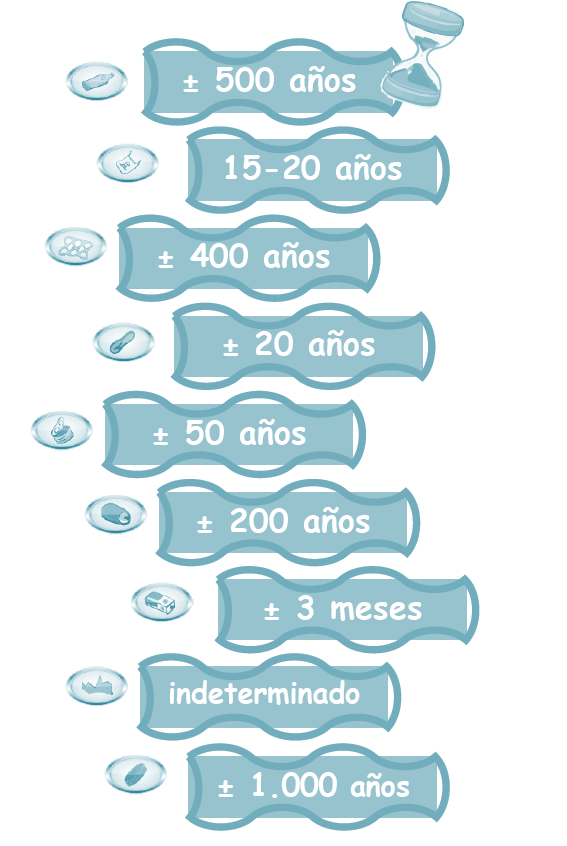 ± 500 años
15-20 años
± 400 años
± 20 años
± 50 años
± 200 años
± 3 meses
indeterminado
± 1.000 años